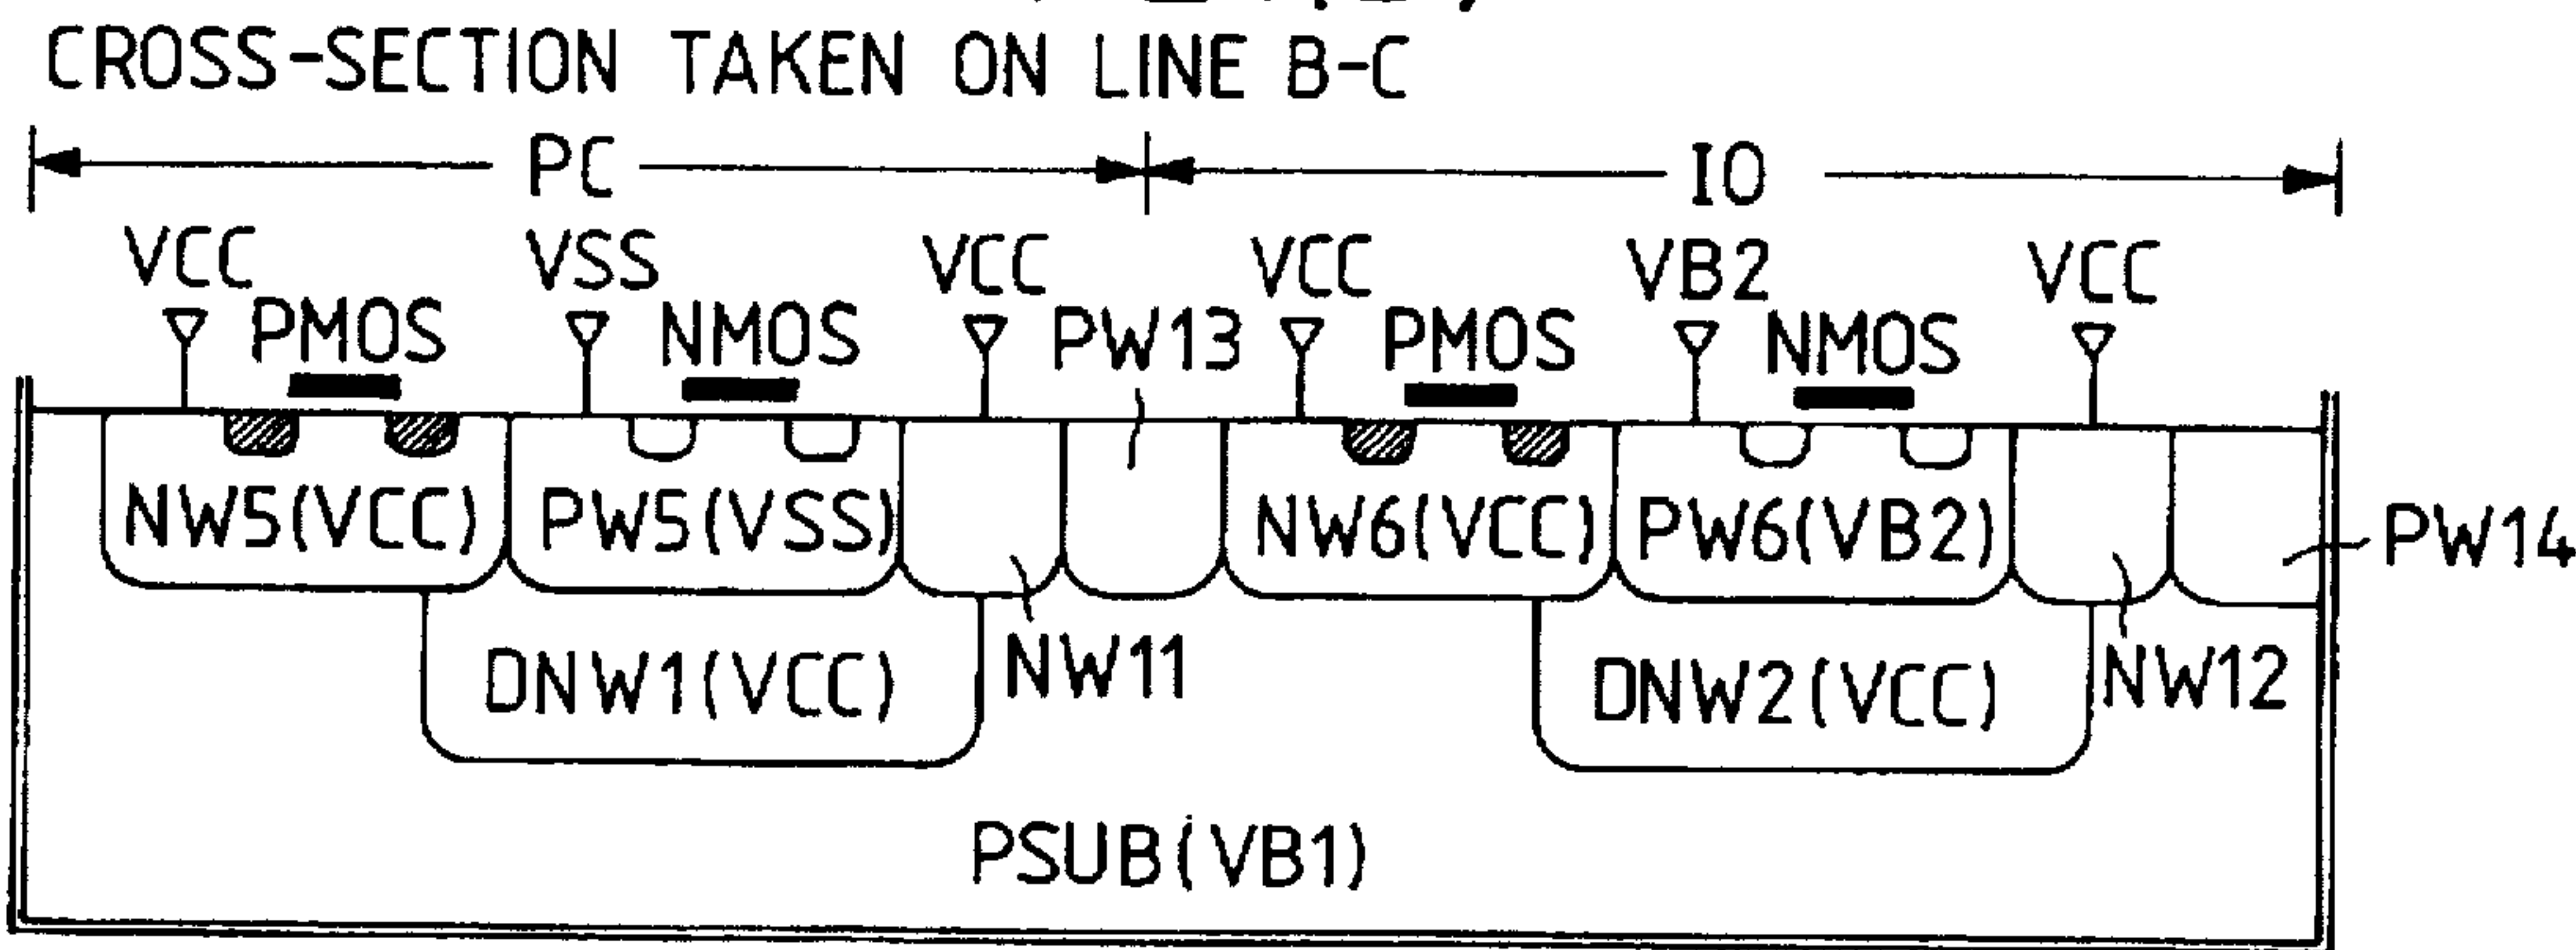 CROSS-SECTION TAKEN ON LINE B-C
PC IO
VCC VSS VCC VCC VB2 VCC
PMOS NMOS PW13 PMOS NMOS
NW5(VCC) PW5(VSS) NW6(VCC) PW6(VB2) PW14
DNW1(VCC) NW11 DNW2(VCC) NW12
PSUB(VB1)